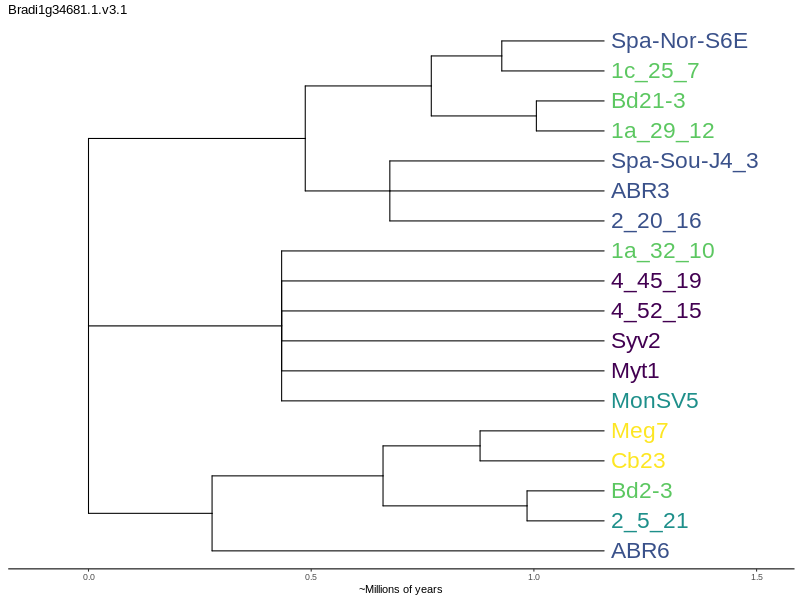 Bradi1g34681.1.v3.1
Spa-Nor-S6E
1c_25_7
Bd21-3
1a_29_12
Spa-Sou-J4_3
ABR3
2_20_16
1a_32_10
4_45_19
4_52_15
Syv2
Myt1
MonSV5
Meg7
Cb23
Bd2-3
2_5_21
ABR6
0.0 0.5 1.0 1.5
~Millions of years